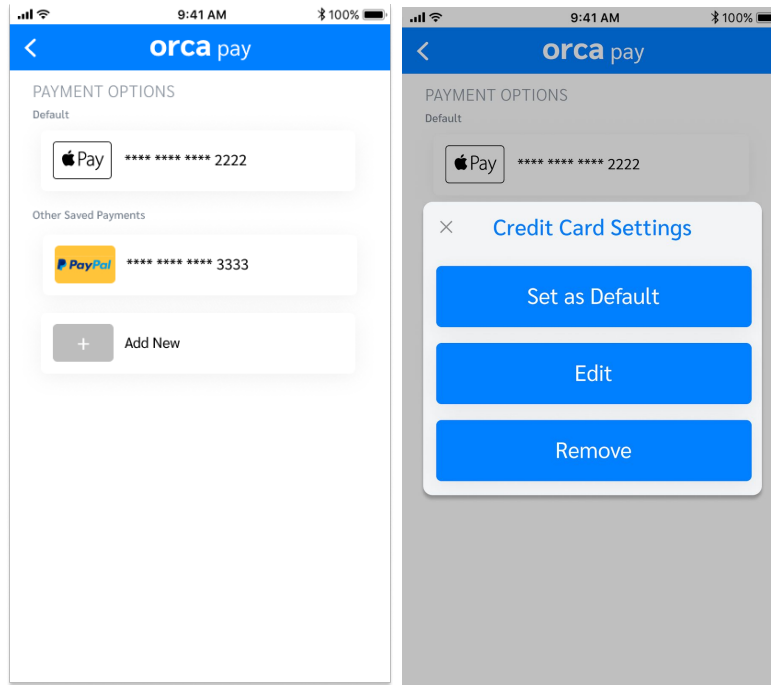 9:41 AM
100%
orca pay
PAYMENT OPTIONS
Default
Pay
**** **** **** 2222
Other Saved Payments
PayPal
**** **** **** 3333
+
Add New
9:41 AM
100%
orca pay
PAYMENT OPTIONS
Default
Pay
**** **** **** 2222
Credit Card Settings
Set as Default
Edit
Remove